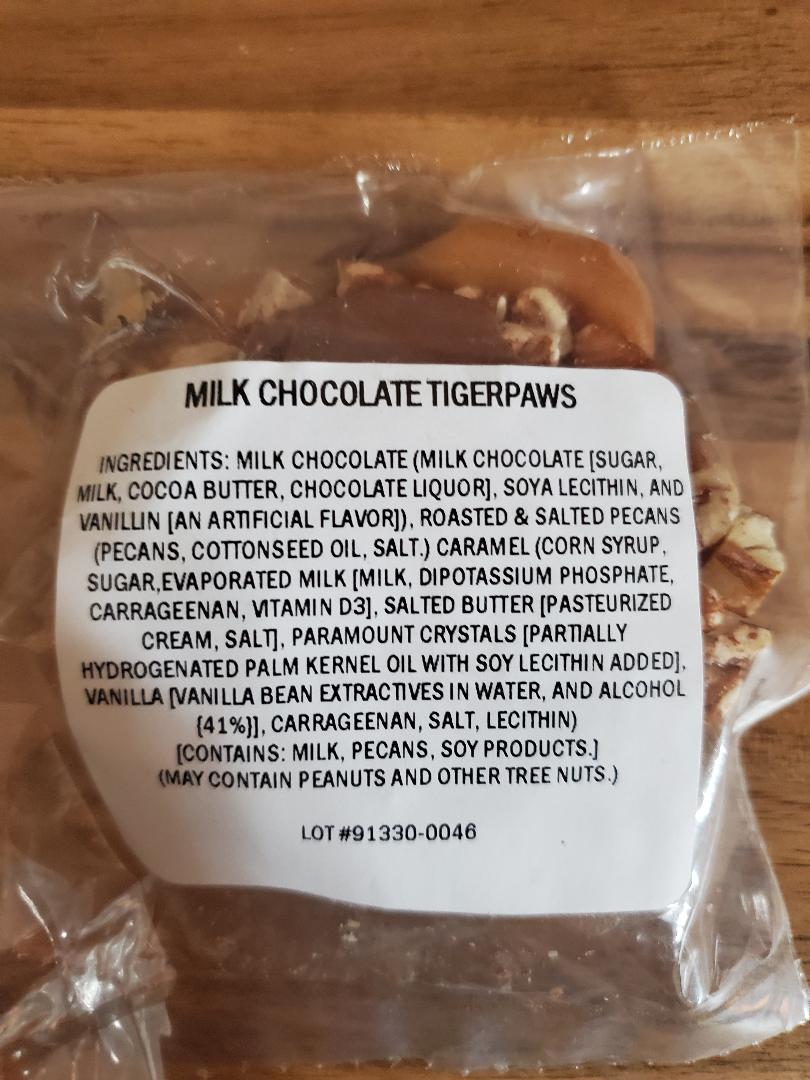 MILK CHOCOLATE TIGERPAWS
INGREDIENTS: MILK CHOCOLATE (MILK CHOCOLATE [SUGAR,
MILK, COCOA BUTTER, CHOCOLATE LIQUOR], SOYA LECITHIN, AND
VANILLIN [AN ARTIFICIAL FLAVOR]), ROASTED & SALTED PECANS
(PECANS, COTTONSEED OIL, SALT.) CARAMEL (CORN SYRUP,
SUGAR,EVAPORATED MILK [MILK, DIPOTASSIUM PHOSPHATE,
CARRAGEENAN, VITAMIN D3], SALTED BUTTER [PASTEURIZED
CREAM, SALT], PARAMOUNT CRYSTALS [PARTIALLY
HYDROGENATED PALM KERNEL OIL WITH SOY LECITHIN ADDED],
VANILLA [VANILLA BEAN EXTRACTIVES IN WATER, AND ALCOHOL
{41%}], CARRAGEENAN, SALT, LECITHIN)
[CONTAINS: MILK, PECANS, SOY PRODUCTS.]
(MAY CONTAIN PEANUTS AND OTHER TREE NUTS.)
LOT #91330-0046